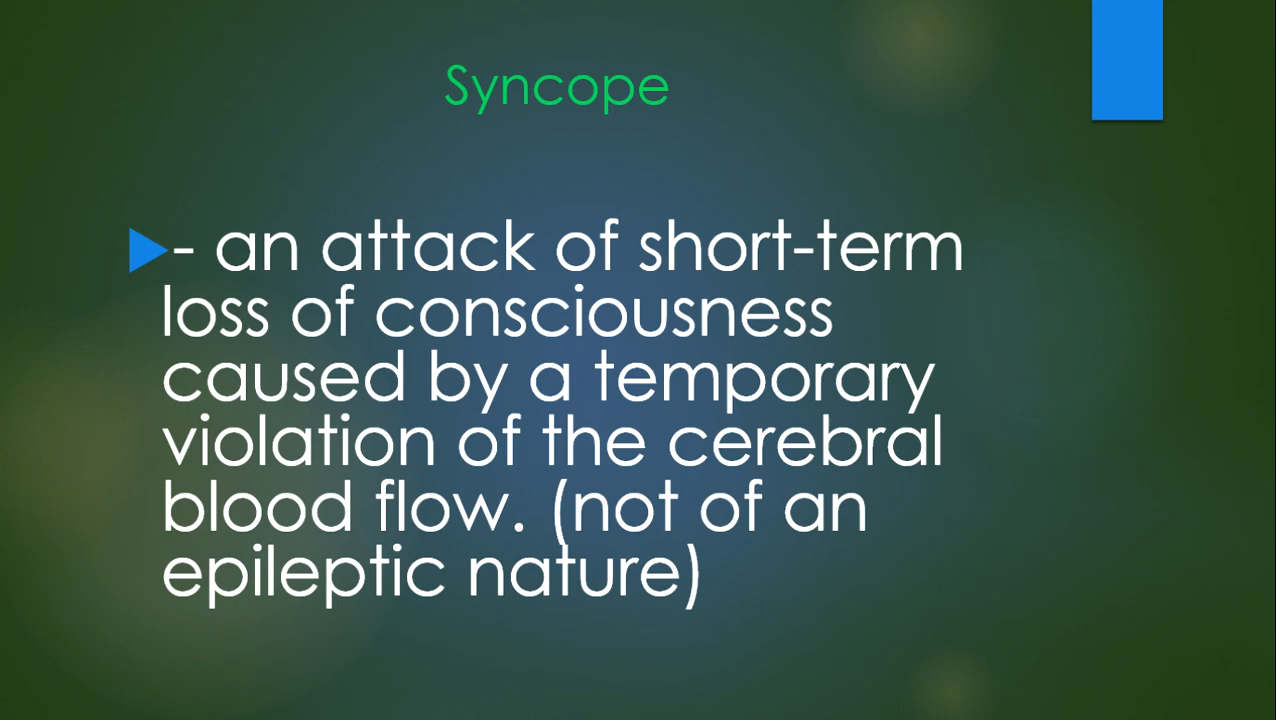 Syncope
- an attack of short-term
loss of consciousness
caused by a temporary
violation of the cerebral
blood flow. (not of an
epileptic nature)